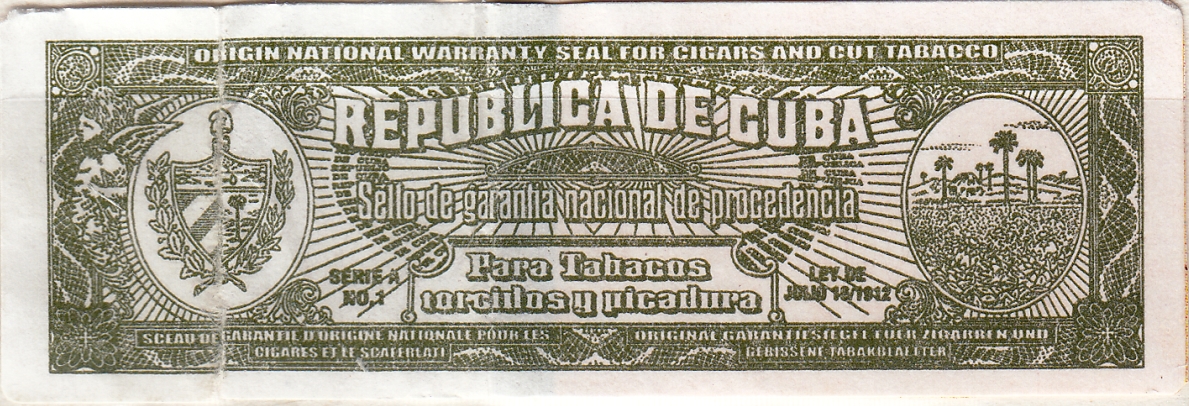 ORIGIN NATIONAL WARRANTY SEAL FOR CIGARS AND CUT TABACCO
REPUBLICA DE CUBA
Sello de garantia nacional de procedencia
Para Tabacos
torcidos y picadura
SERIE A
NO.1
LEY DE
JULIO 13/1912
SCEAU DE GARANTIE D'ORIGINE NATIONALE POUR LES
CIGARES ET LE SCAFERLATI
ORIGINAL GARANTIESIEGEL FUER ZIGARREN UND
GEBISSENE TABAKBLAETTER